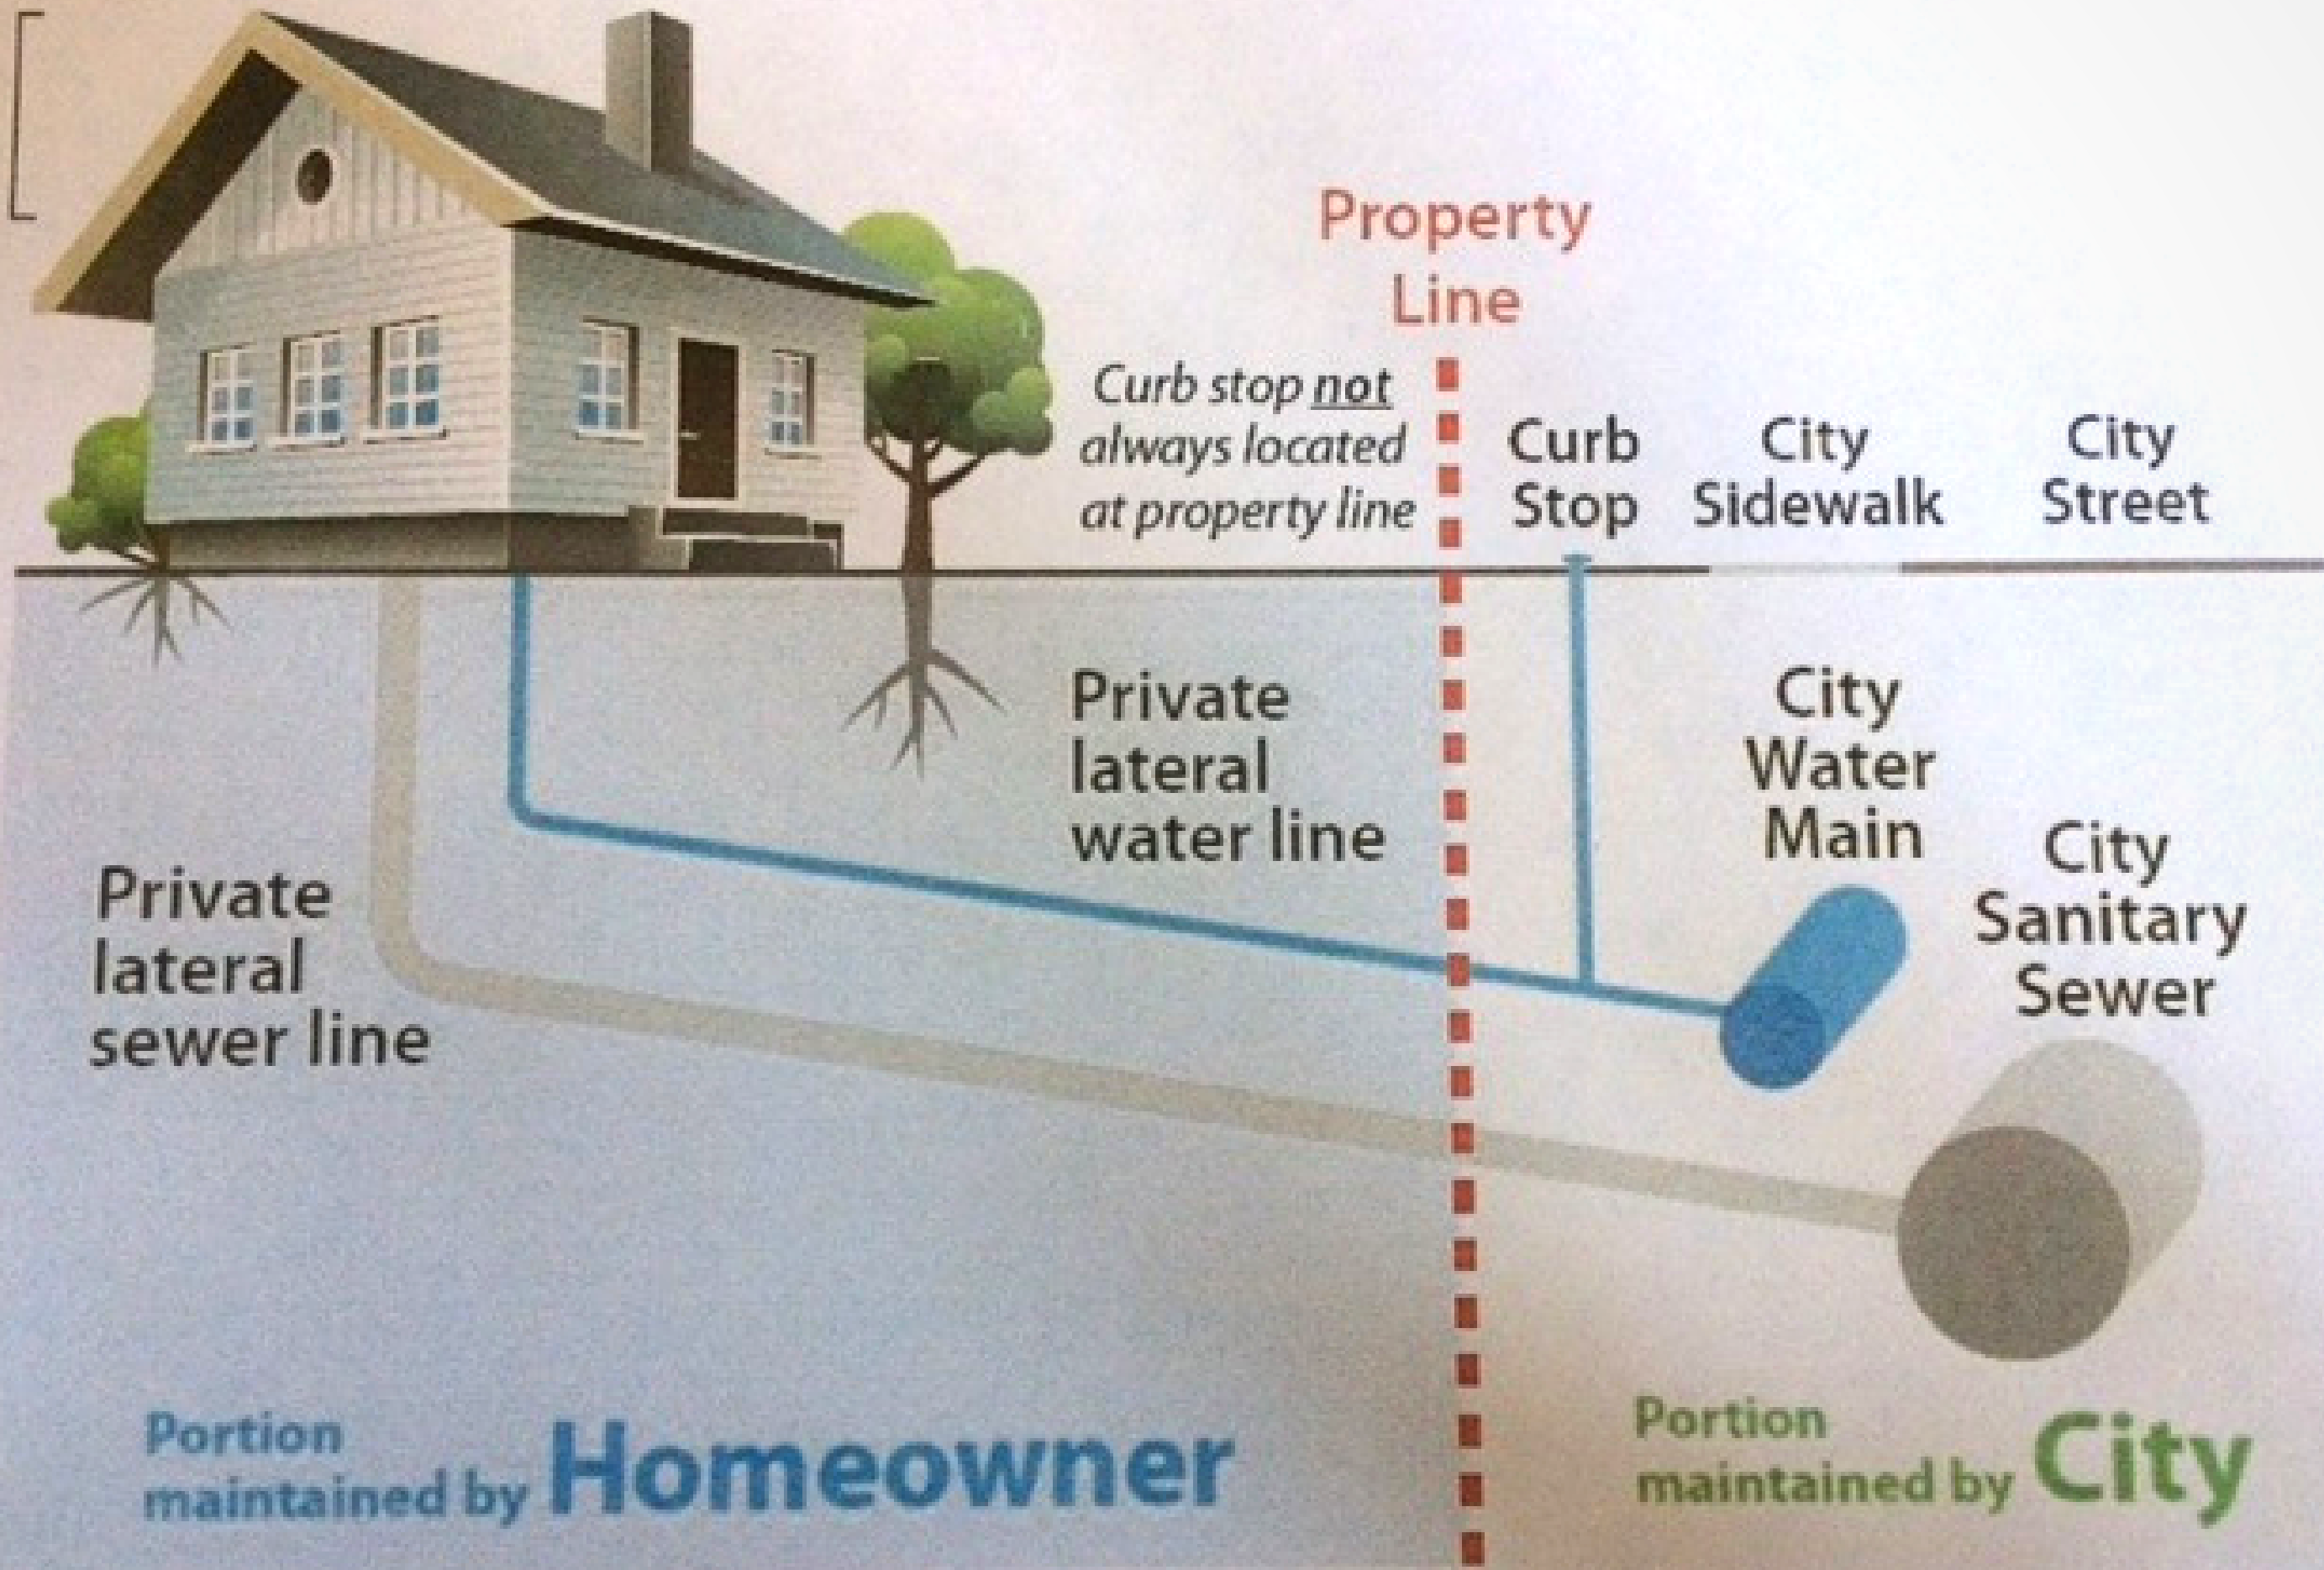 Property
Line
Curb stop not
always located
at property line
Curb
Stop
City
Sidewalk
City
Street
Private
lateral
water line
City
Water
Main
City
Sanitary
Sewer
Private
lateral
sewer line
Portion
maintained by Homeowner
Portion
maintained by City